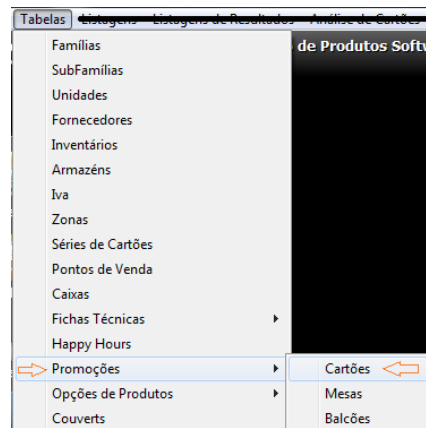 Tabelas Listagens Listagens de Resultados Análise de Cartões
Famílias
de Produtos Softw
SubFamílias
Unidades
Fornecedores
Inventários
Armazéns
Iva
Zonas
Séries de Cartões
Pontos de Venda
Caixas
Fichas Técnicas
Happy Hours
Promoções
Cartões
Opções de Produtos
Mesas
Couverts
Balcões